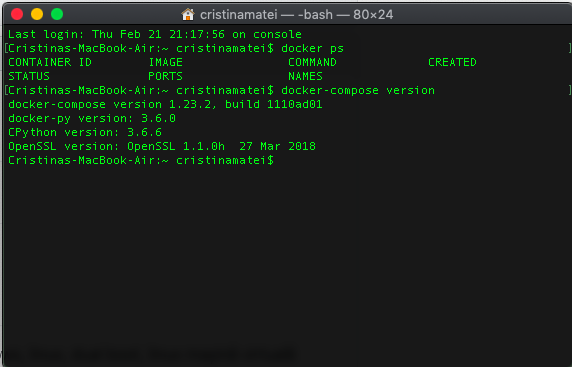 cristinamatei — -bash — 80×24
Last login: Thu Feb 21 21:17:56 on console
[Cristinas-MacBook-Air:~ cristinamatei$ docker ps ]
CONTAINER ID IMAGE COMMAND CREATED
STATUS PORTS NAMES
[Cristinas-MacBook-Air:~ cristinamatei$ docker-compose version ]
docker-compose version 1.23.2, build 1110ad01
docker-py version: 3.6.0
CPython version: 3.6.6
OpenSSL version: OpenSSL 1.1.0h 27 Mar 2018
Cristinas-MacBook-Air:~ cristinamatei$